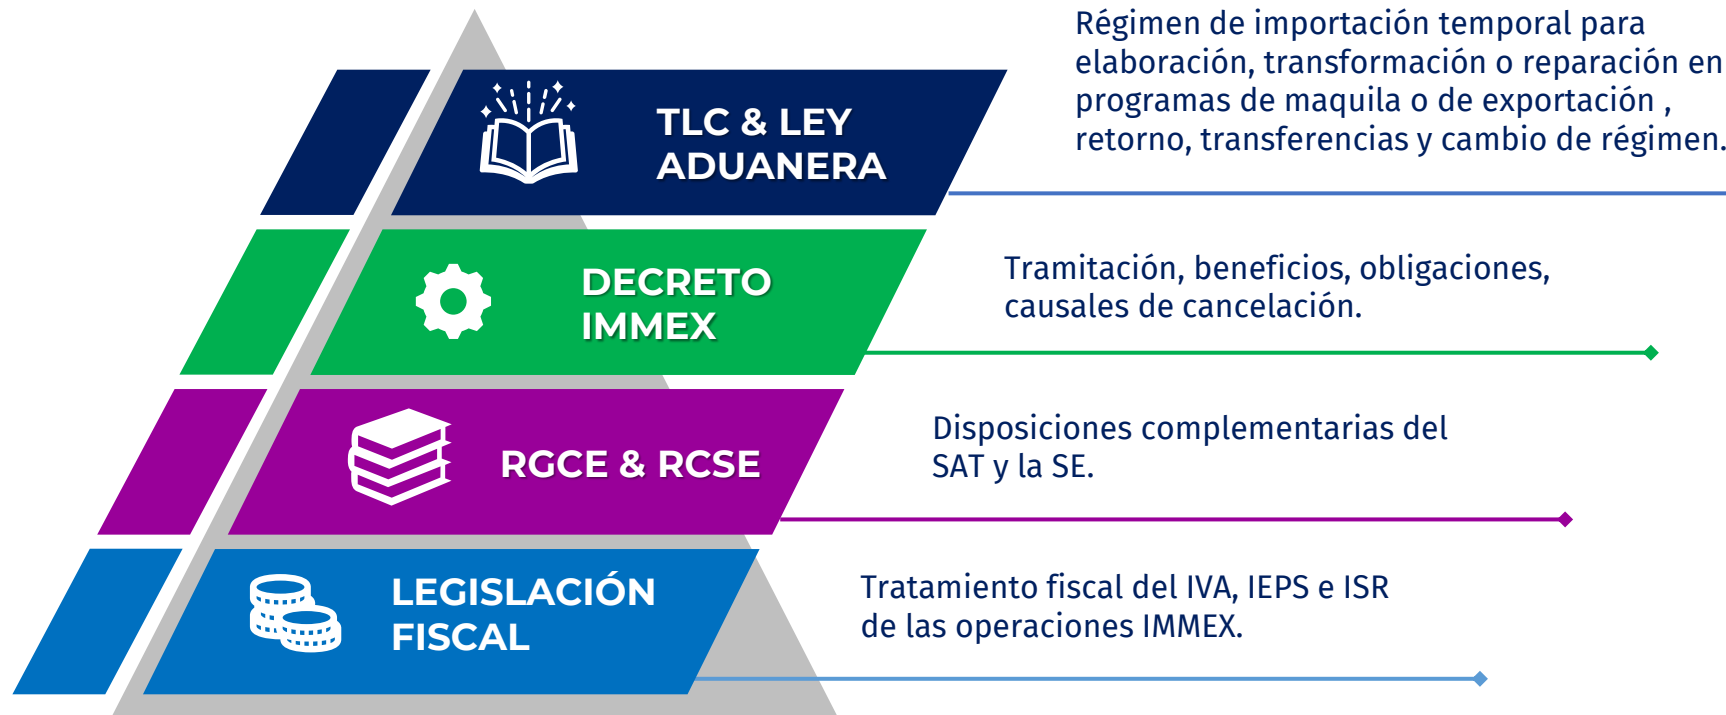 Régimen de importación temporal para
elaboración, transformación o reparación en
programas de maquila o de exportación ,
retorno, transferencias y cambio de régimen.
TLC & LEY
ADUANERA
Tramitación, beneficios, obligaciones,
causales de cancelación.
DECRETO
IMMEX
Disposiciones complementarias del
SAT y la SE.
RGCE & RCSE
Tratamiento fiscal del IVA, IEPS e ISR
de las operaciones IMMEX.
LEGISLACIÓN
FISCAL